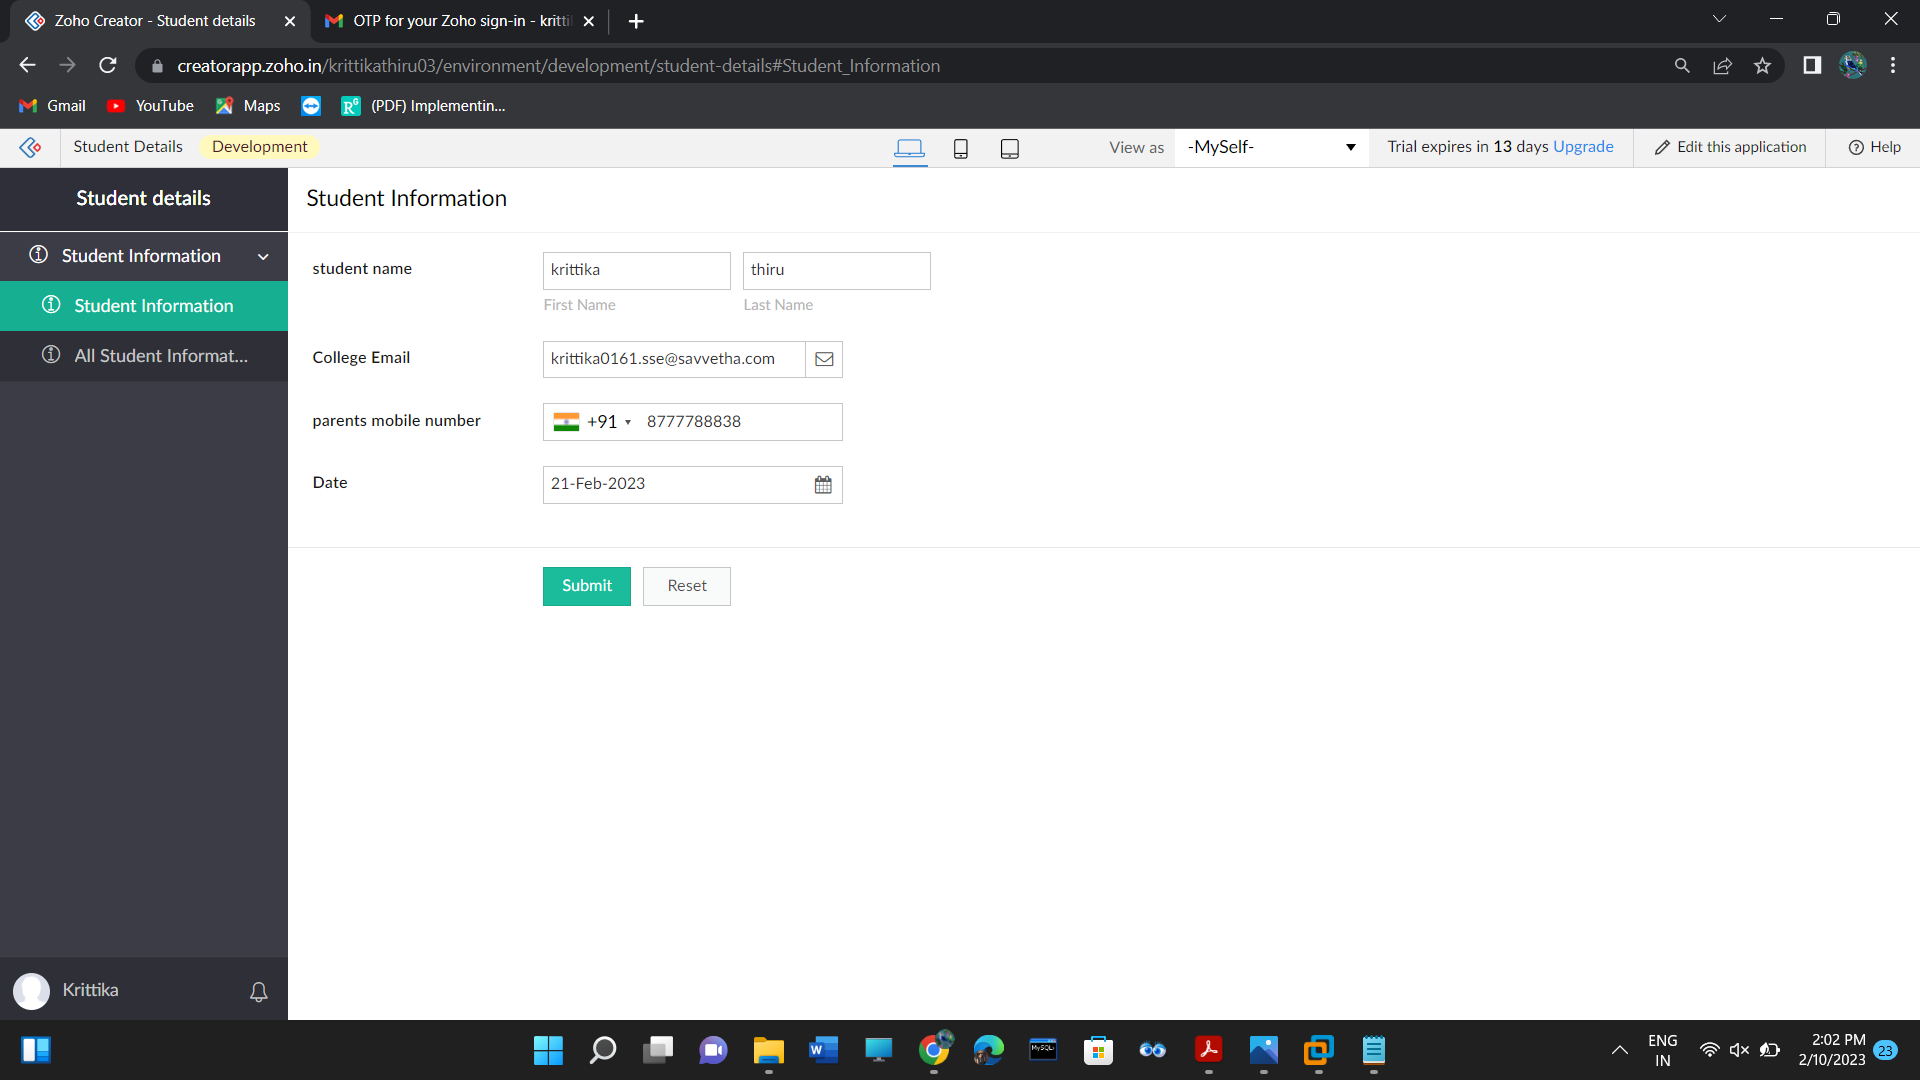 Zoho Creator - Student details
OTP for your Zoho sign-in - kritti
creatorapp.zoho.in/krittikathiru03/environment/development/student-details#Student_Information
Gmail
YouTube
Maps
R^G
(PDF) Implementin...
Student Details
Development
View as
-MySelf-
Trial expires in 13 days Upgrade
Edit this application
Help
Student details
Student Information
Student Information
All Student Informat...
Student Information
student name
krittika
thiru
First Name
Last Name
College Email
krittika0161.sse@savvetha.com
parents mobile number
+91
8777788838
Date
21-Feb-2023
Submit
Reset
Krittika
W
MySQL
ENG
IN
2:02 PM
2/10/2023
23